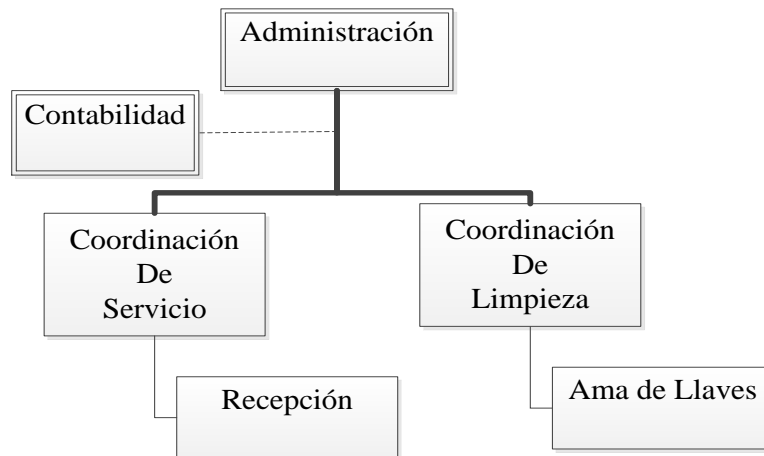 Administración
Contabilidad
Coordinación
De
Servicio
Coordinación
De
Limpieza
Recepción
Ama de Llaves